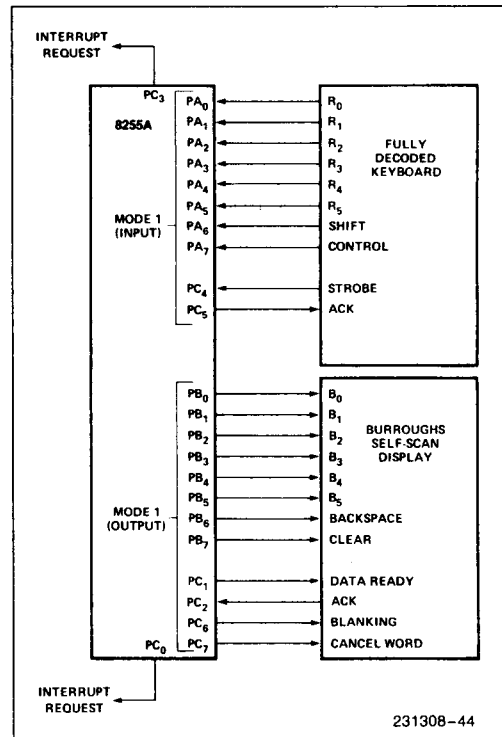 INTERRUPT
REQUEST
PC3
8255A
MODE 1
(INPUT)
PA0
PA1
PA2
PA3
PA4
PA5
PA6
PA7
PC4
PC5
R0
R1
R2
R3
R4
R5
SHIFT
CONTROL
STROBE
ACK
FULLY
DECODED
KEYBOARD
MODE 1
(OUTPUT)
PB0
PB1
PB2
PB3
PB4
PB5
PB6
PB7
PC1
PC2
PC6
PC7
B0
B1
B2
B3
B4
B5
BACKSPACE
CLEAR
DATA READY
ACK
BLANKING
CANCEL WORD
BURROUGHS
SELF-SCAN
DISPLAY
PC0
INTERRUPT
REQUEST
231308-44